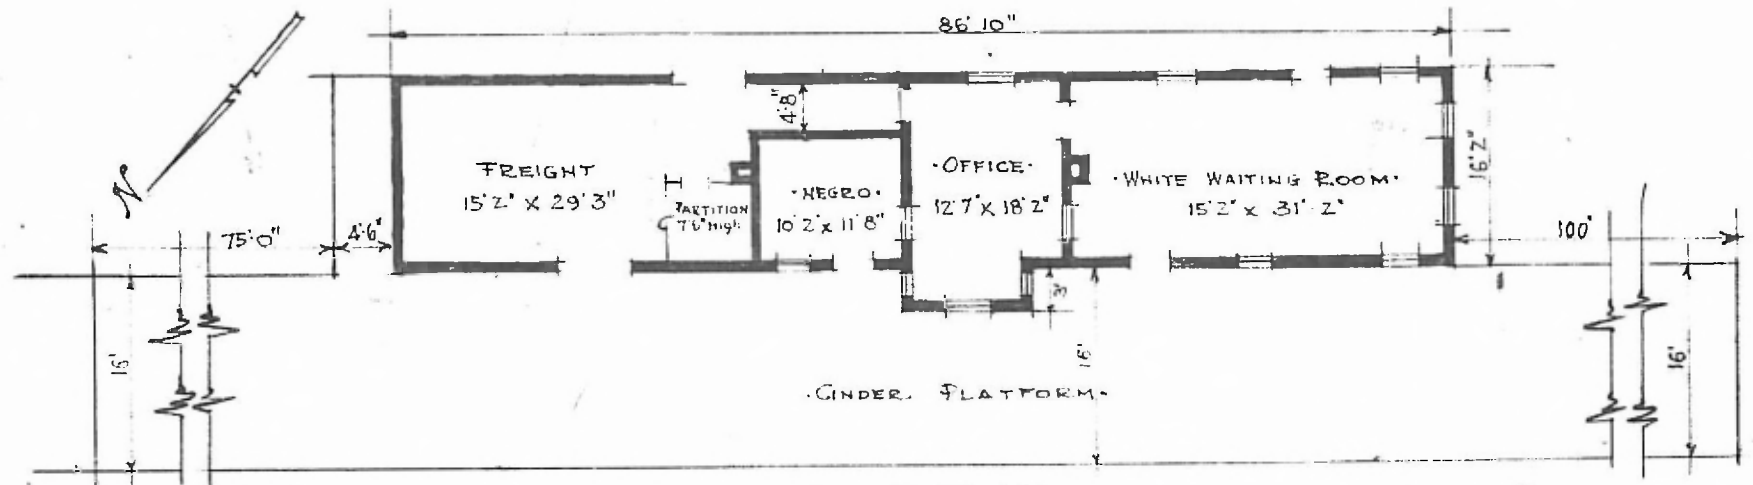 86'10"
N
4'8"
FREIGHT
15'2" X 29'3"
PARTITION
7'6" High
·NEGRO·
10'2" x 11'8"
·OFFICE·
12'7" X 18'2"
·WHITE WAITING ROOM·
15'2" x 31'-2"
16'2"
75'0"
4'6"
100'
3'
16'
16'
16'
·CINDER PLATFORM·